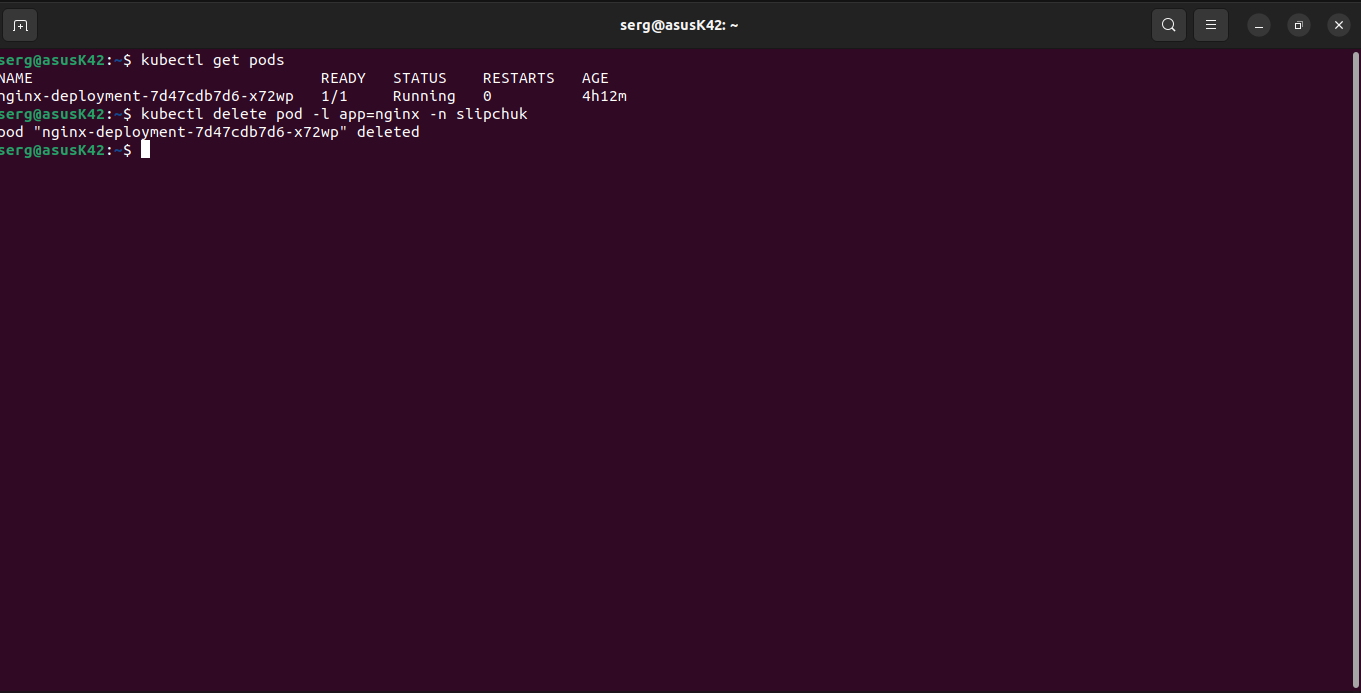 serg@asusK42: ~
serg@asusK42:~$ kubectl get pods
NAME READY STATUS RESTARTS AGE
nginx-deployment-7d47cdb7d6-x72wp 1/1 Running 0 4h12m
serg@asusK42:~$ kubectl delete pod -l app=nginx -n slipchuk
pod "nginx-deployment-7d47cdb7d6-x72wp" deleted
serg@asusK42:~$